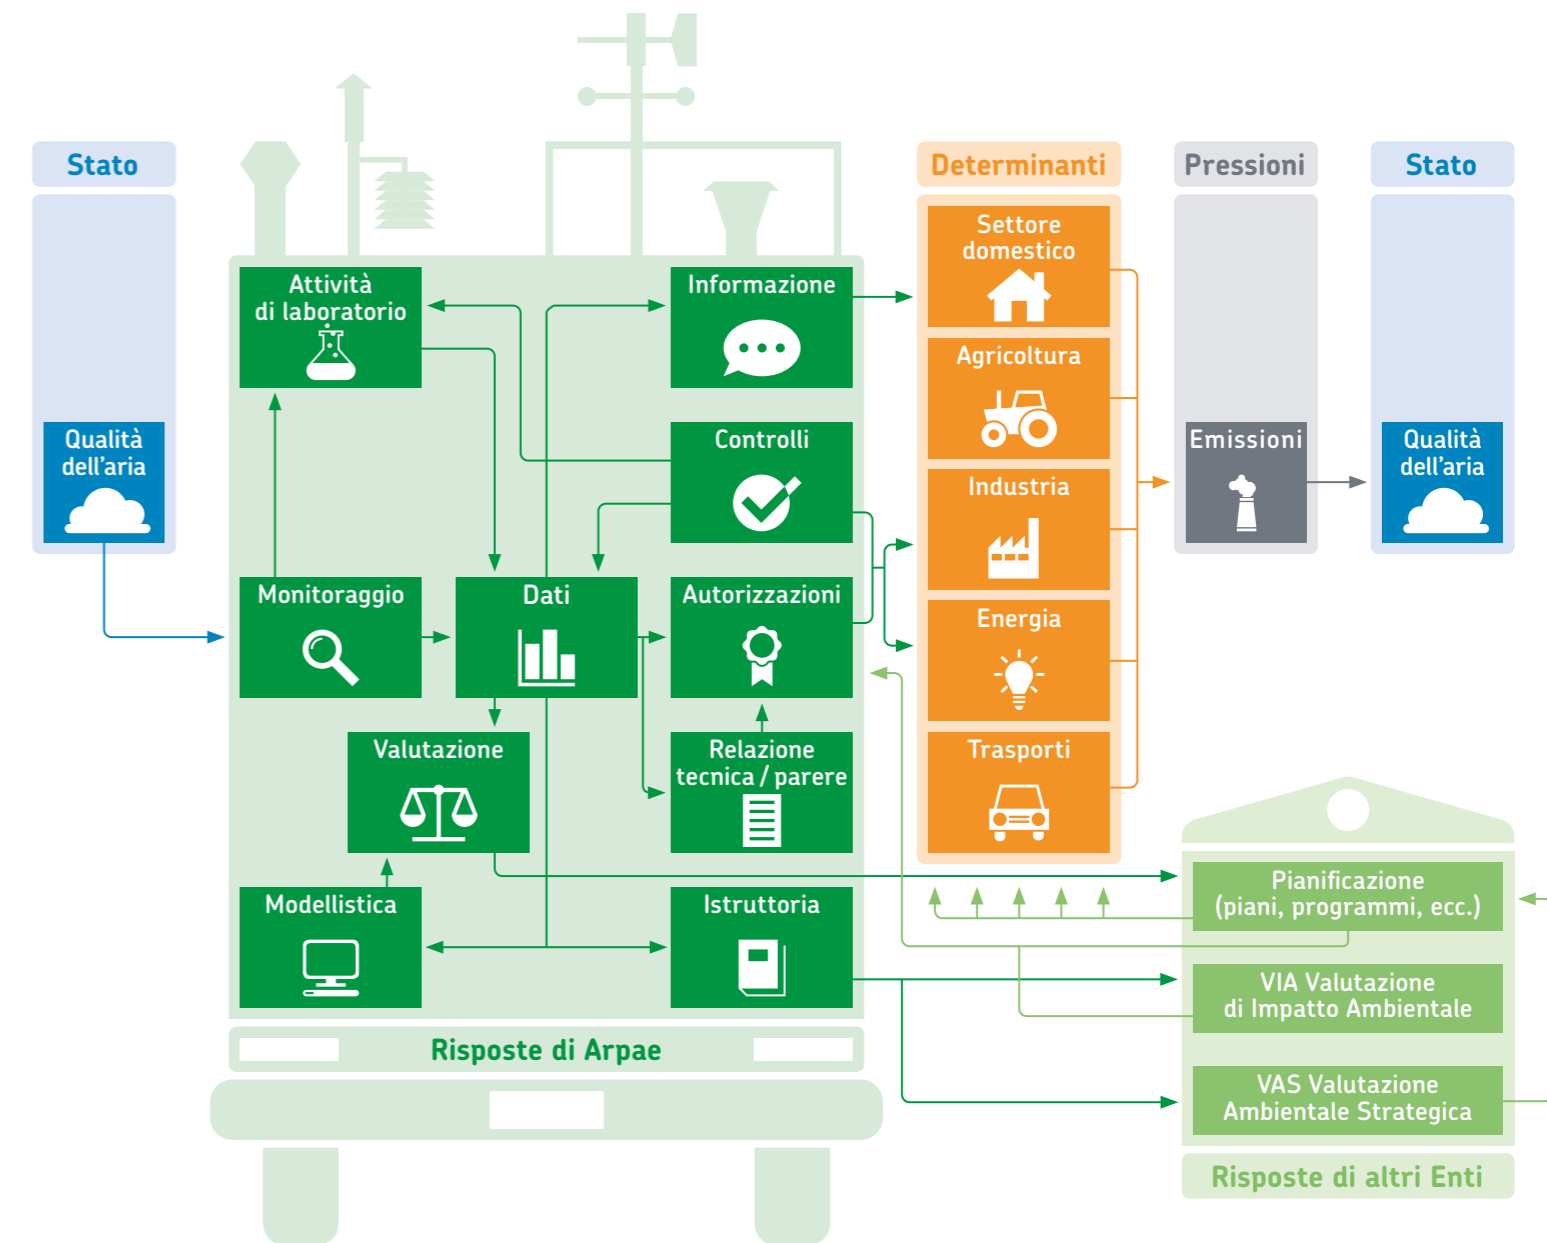 Stato
Qualità
dell'aria
Attività
di laboratorio
Informazione
Controlli
Monitoraggio
Dati
Autorizzazioni
Valutazione
Relazione
tecnica / parere
Modellistica
Istruttoria
Risposte di Arpae
Determinanti
Settore
domestico
Agricoltura
Industria
Energia
Trasporti
Pressioni
Emissioni
Stato
Qualità
dell'aria
Pianificazione
(piani, programmi, ecc.)
VIA Valutazione
di Impatto Ambientale
VAS Valutazione
Ambientale Strategica
Risposte di altri Enti